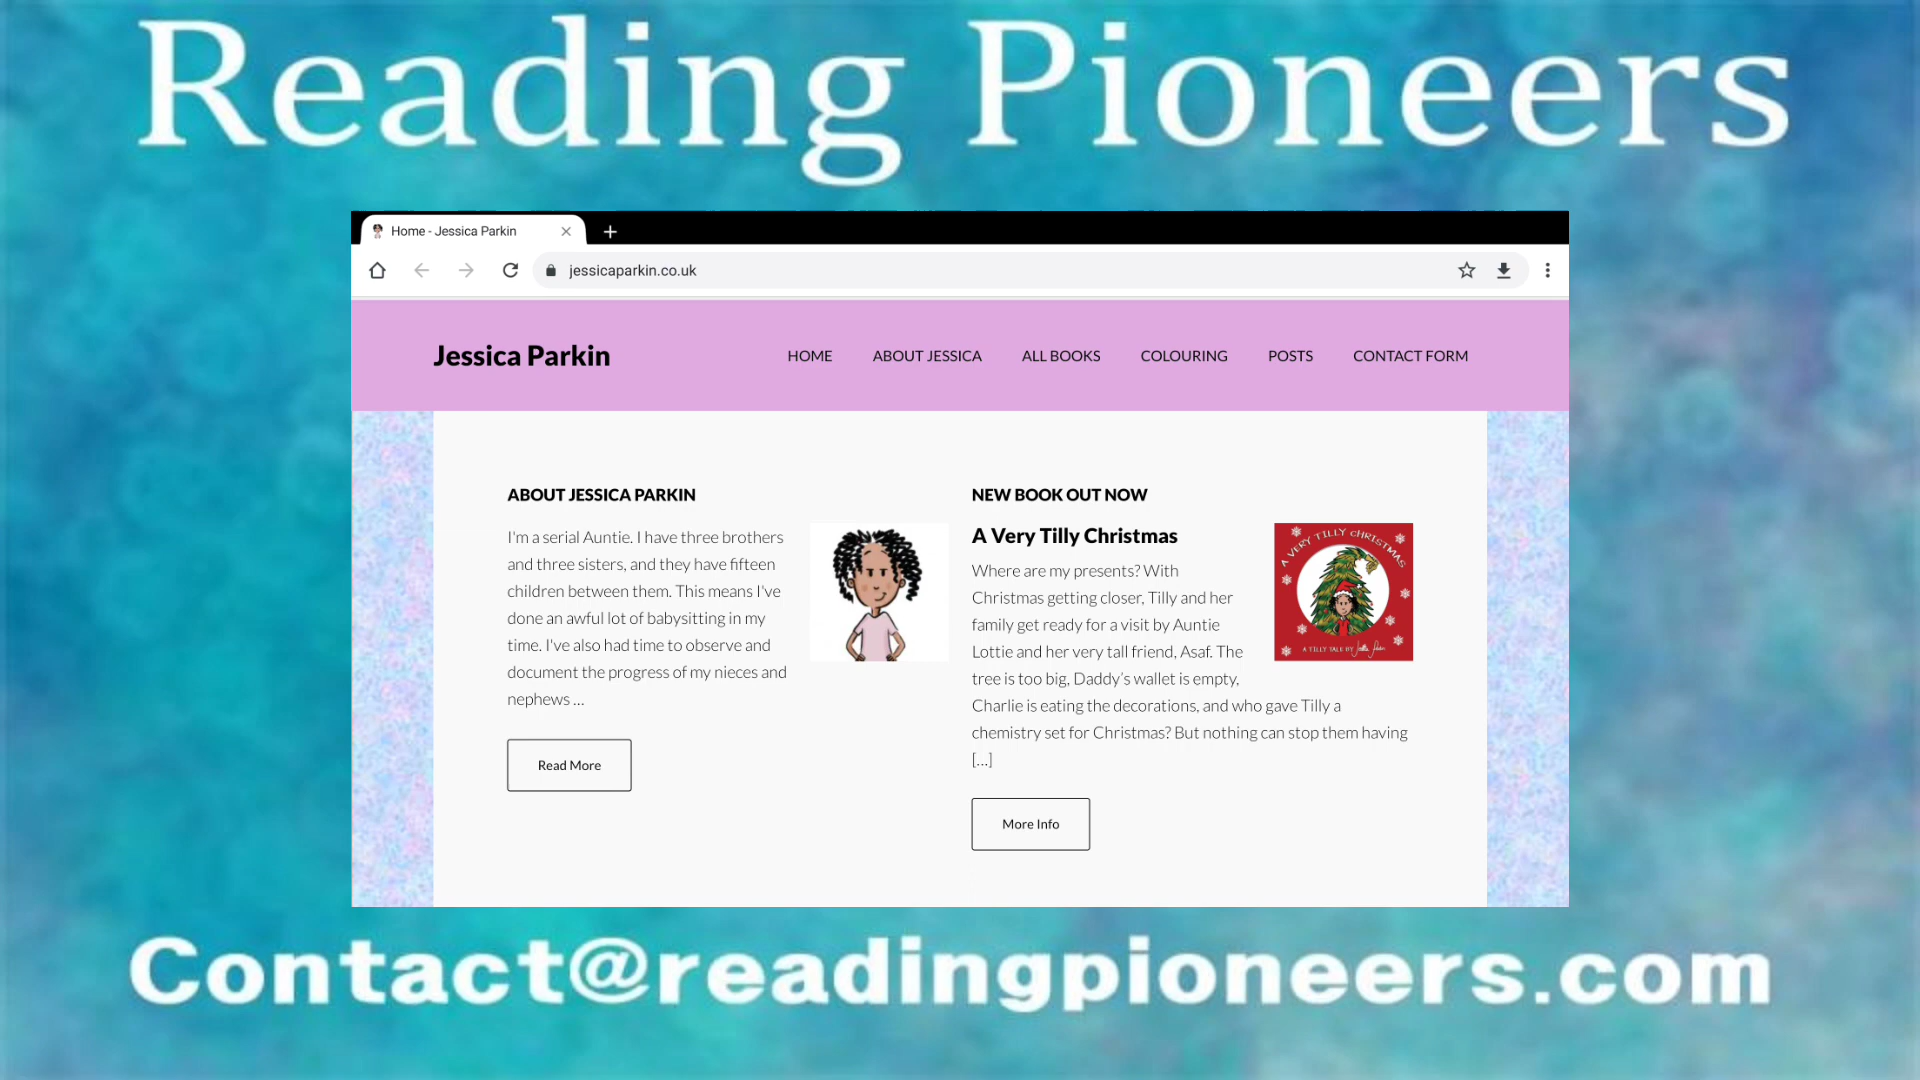 Reading Pioneers
Home - Jessica Parkin
jessicaparkin.co.uk
Jessica Parkin
HOME ABOUT JESSICA ALL BOOKS COLOURING POSTS CONTACT FORM
ABOUT JESSICA PARKIN
I'm a serial Auntie. I have three brothers
and three sisters, and they have fifteen
children between them. This means I've
done an awful lot of babysitting in my
time. I've also had time to observe and
document the progress of my nieces and
nephews ...
Read More
NEW BOOK OUT NOW
A Very Tilly Christmas
Where are my presents? With
Christmas getting closer, Tilly and her
family get ready for a visit by Auntie
Lottie and her very tall friend, Asaf. The
tree is too big, Daddy’s wallet is empty,
Charlie is eating the decorations, and who gave Tilly a
chemistry set for Christmas? But nothing can stop them having
[...]
More Info
A VERY TILLY CHRISTMAS
A TILLY TALE BY
Contact@readingpioneers.com